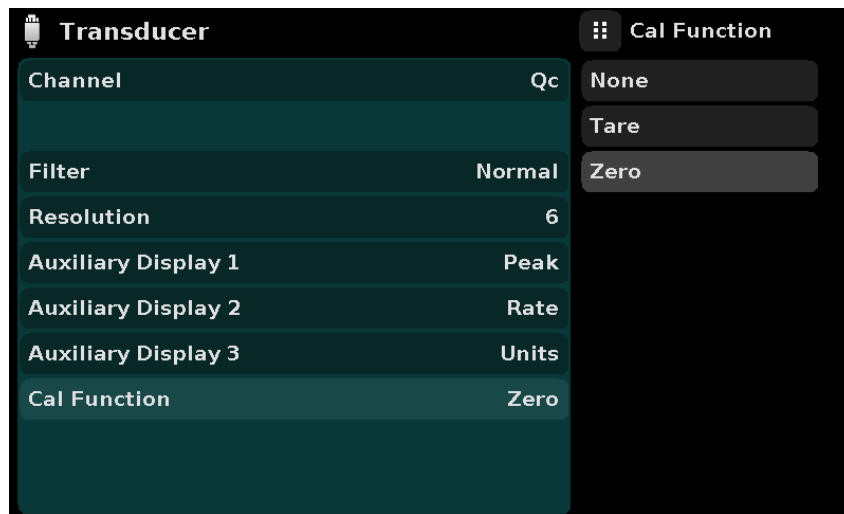 Transducer
Channel Qc
Filter Normal
Resolution 6
Auxiliary Display 1 Peak
Auxiliary Display 2 Rate
Auxiliary Display 3 Units
Cal Function Zero
Cal Function
None
Tare
Zero